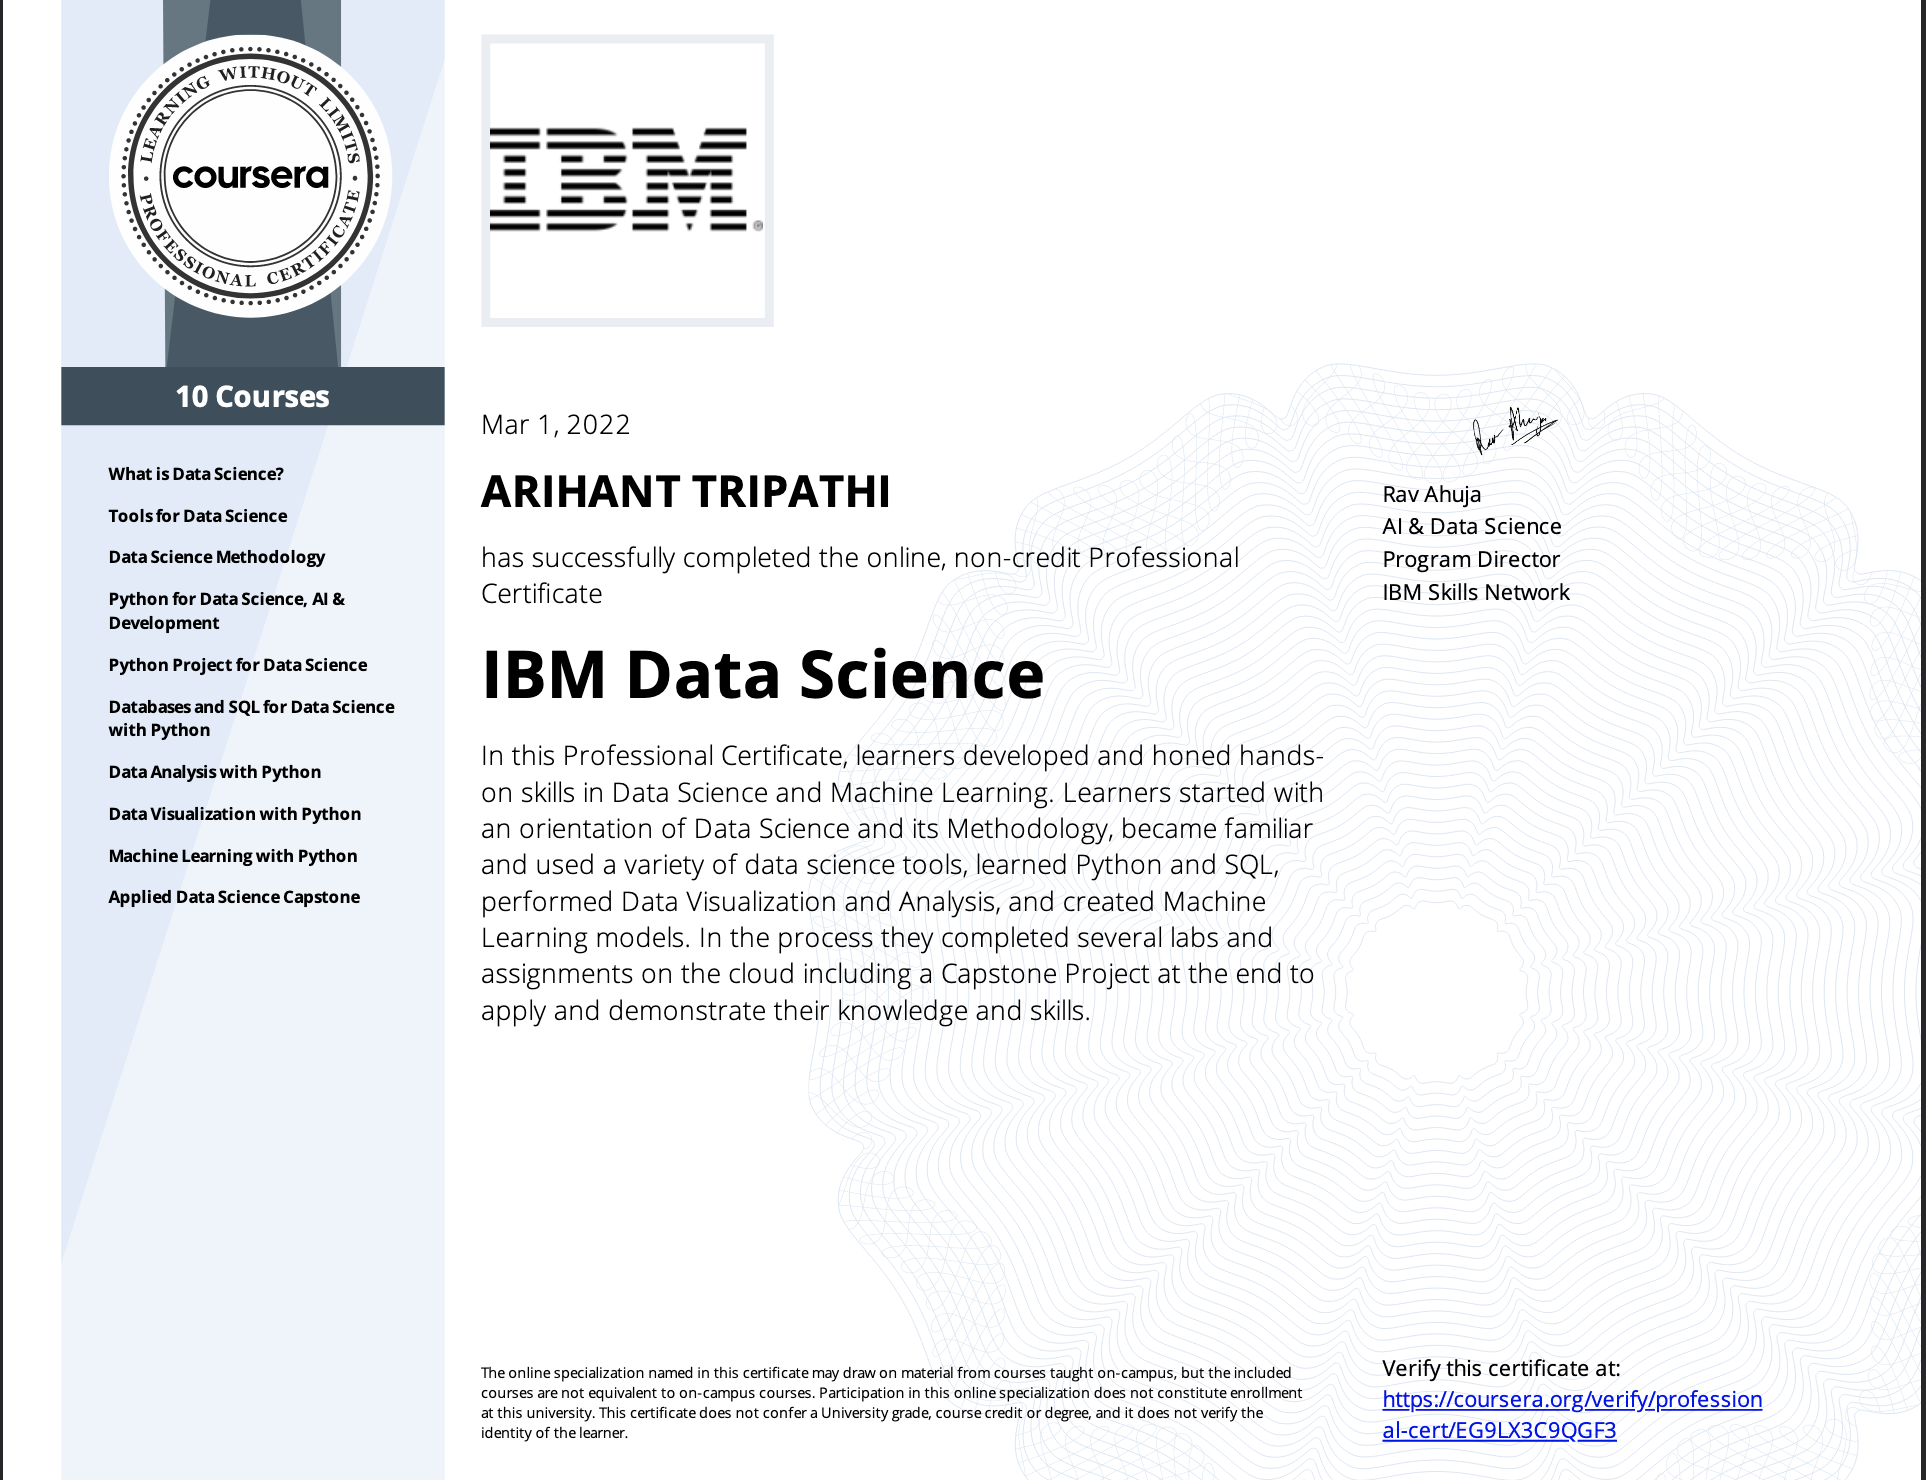 LEARNING WITHOUT LIMITS
coursera
PROFESSIONAL CERTIFICATE
10 Courses
What is Data Science?
Tools for Data Science
Data Science Methodology
Python for Data Science, AI &
Development
Python Project for Data Science
Databases and SQL for Data Science
with Python
Data Analysis with Python
Data Visualization with Python
Machine Learning with Python
Applied Data Science Capstone
IBM®
Mar 1, 2022
ARIHANT TRIPATHI
has successfully completed the online, non-credit Professional
Certificate
IBM Data Science
In this Professional Certificate, learners developed and honed hands-
on skills in Data Science and Machine Learning. Learners started with
an orientation of Data Science and its Methodology, became familiar
and used a variety of data science tools, learned Python and SQL,
performed Data Visualization and Analysis, and created Machine
Learning models. In the process they completed several labs and
assignments on the cloud including a Capstone Project at the end to
apply and demonstrate their knowledge and skills.
Rav Ahuja
Rav Ahuja
AI & Data Science
Program Director
IBM Skills Network
The online specialization named in this certificate may draw on material from courses taught on-campus, but the included
courses are not equivalent to on-campus courses. Participation in this online specialization does not constitute enrollment
at this university. This certificate does not confer a University grade, course credit or degree, and it does not verify the
identity of the learner.
Verify this certificate at:
https://coursera.org/verify/profession
al-cert/EG9LX3C9QGF3